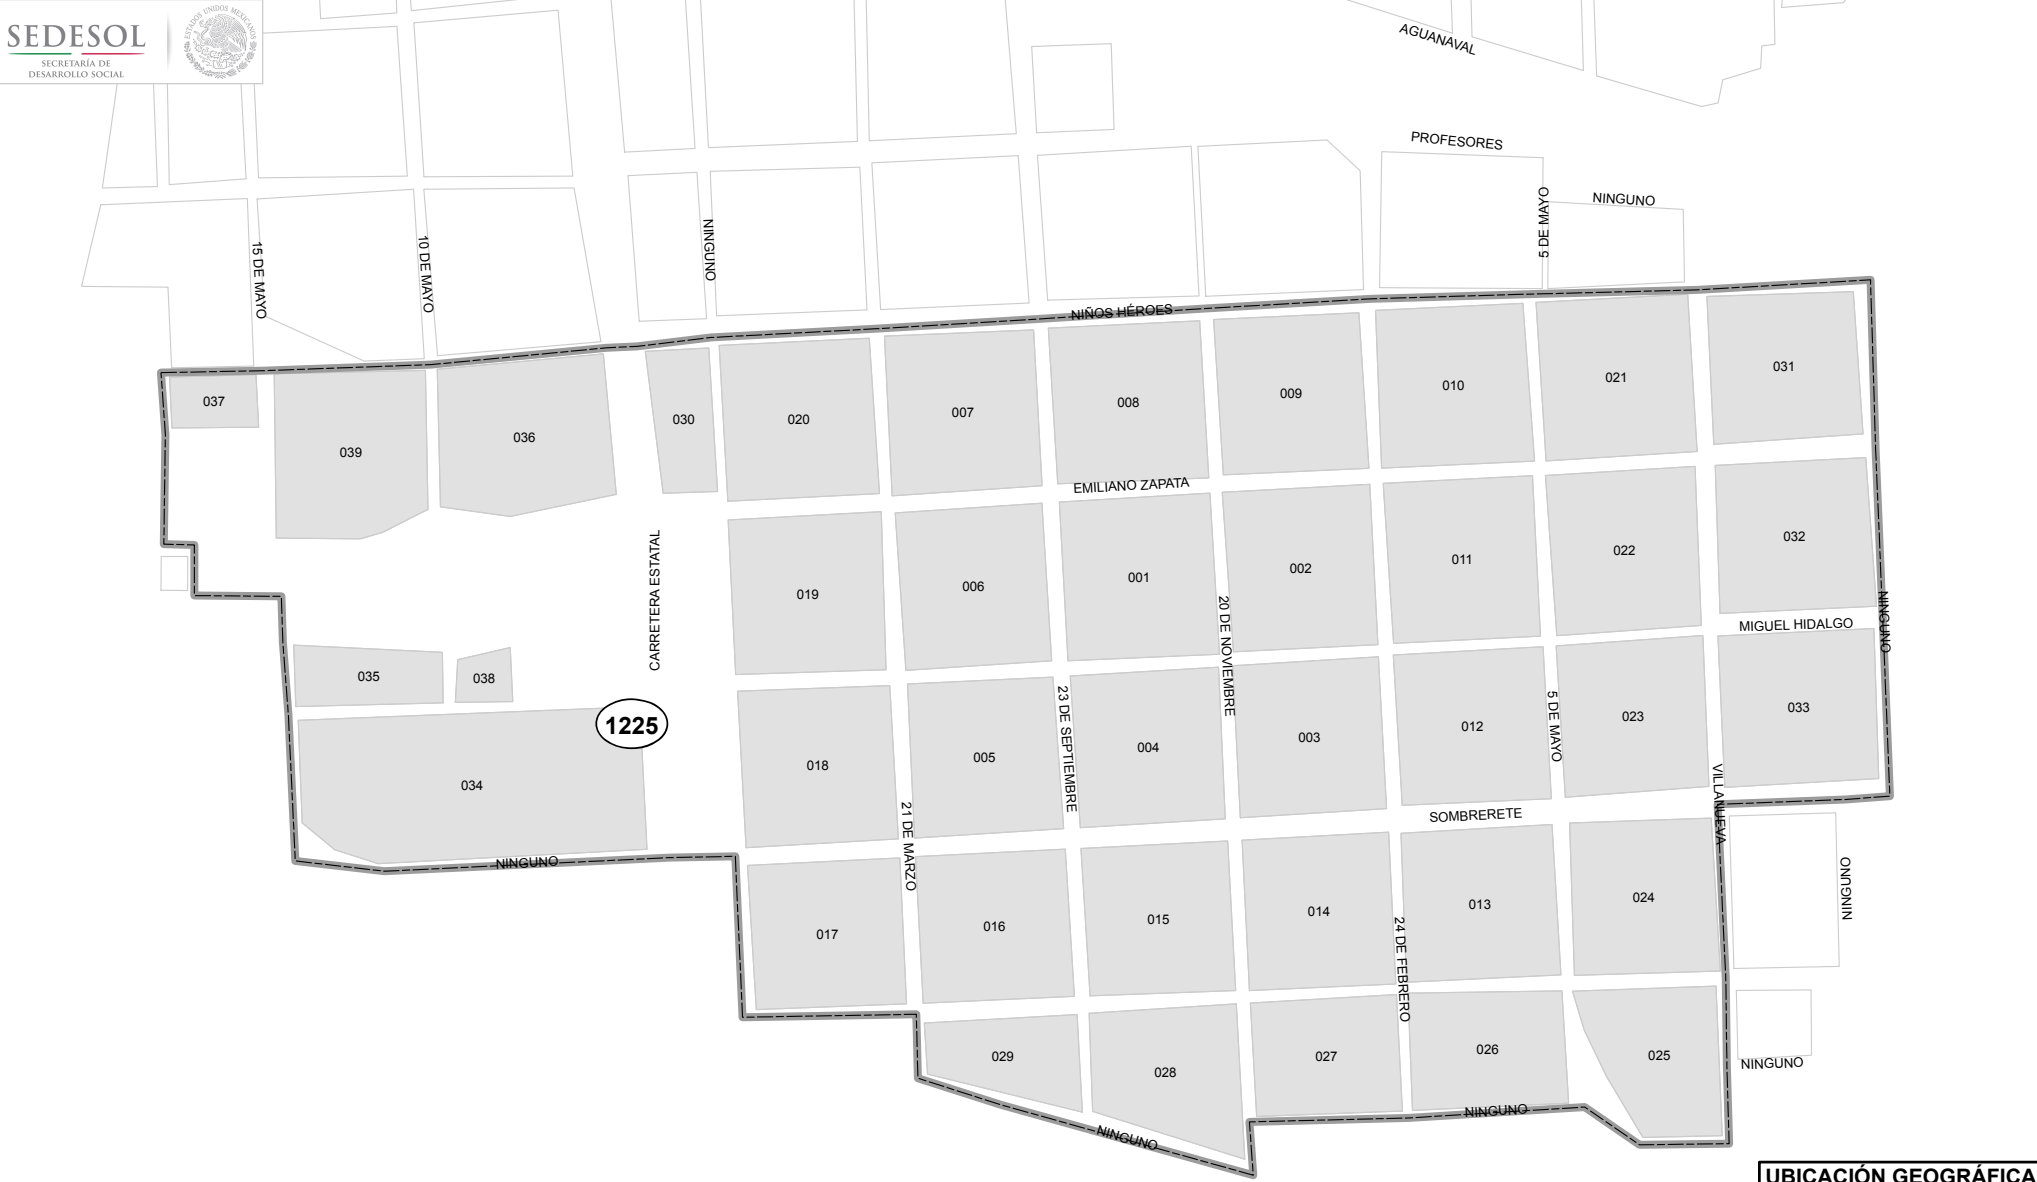 SEDESOL
SECRETARÍA DE
DESARROLLO SOCIAL
ESTADOS UNIDOS MEXICANOS
AGUANAVAL
PROFESORES
5 DE MAYO
NINGUNO
15 DE MAYO
10 DE MAYO
NINGUNO
NIÑOS HÉROES
037
039
036
030
020
007
008
009
010
021
031
EMILIANO ZAPATA
CARRETERA ESTATAL
019
006
001
002
011
022
032
20 DE NOVIEMBRE
NINGUNO
MIGUEL HIDALGO
035
038
1225
034
018
005
23 DE SEPTIEMBRE
004
003
012
5 DE MAYO
023
033
VILLANUEVA
SOMBRERETE
21 DE MARZO
NINGUNO
017
016
015
014
24 DE FEBRERO
013
024
NINGUNO
029
028
027
026
025
NINGUNO
NINGUNO
NINGUNO
UBICACIÓN GEOGRÁFICA